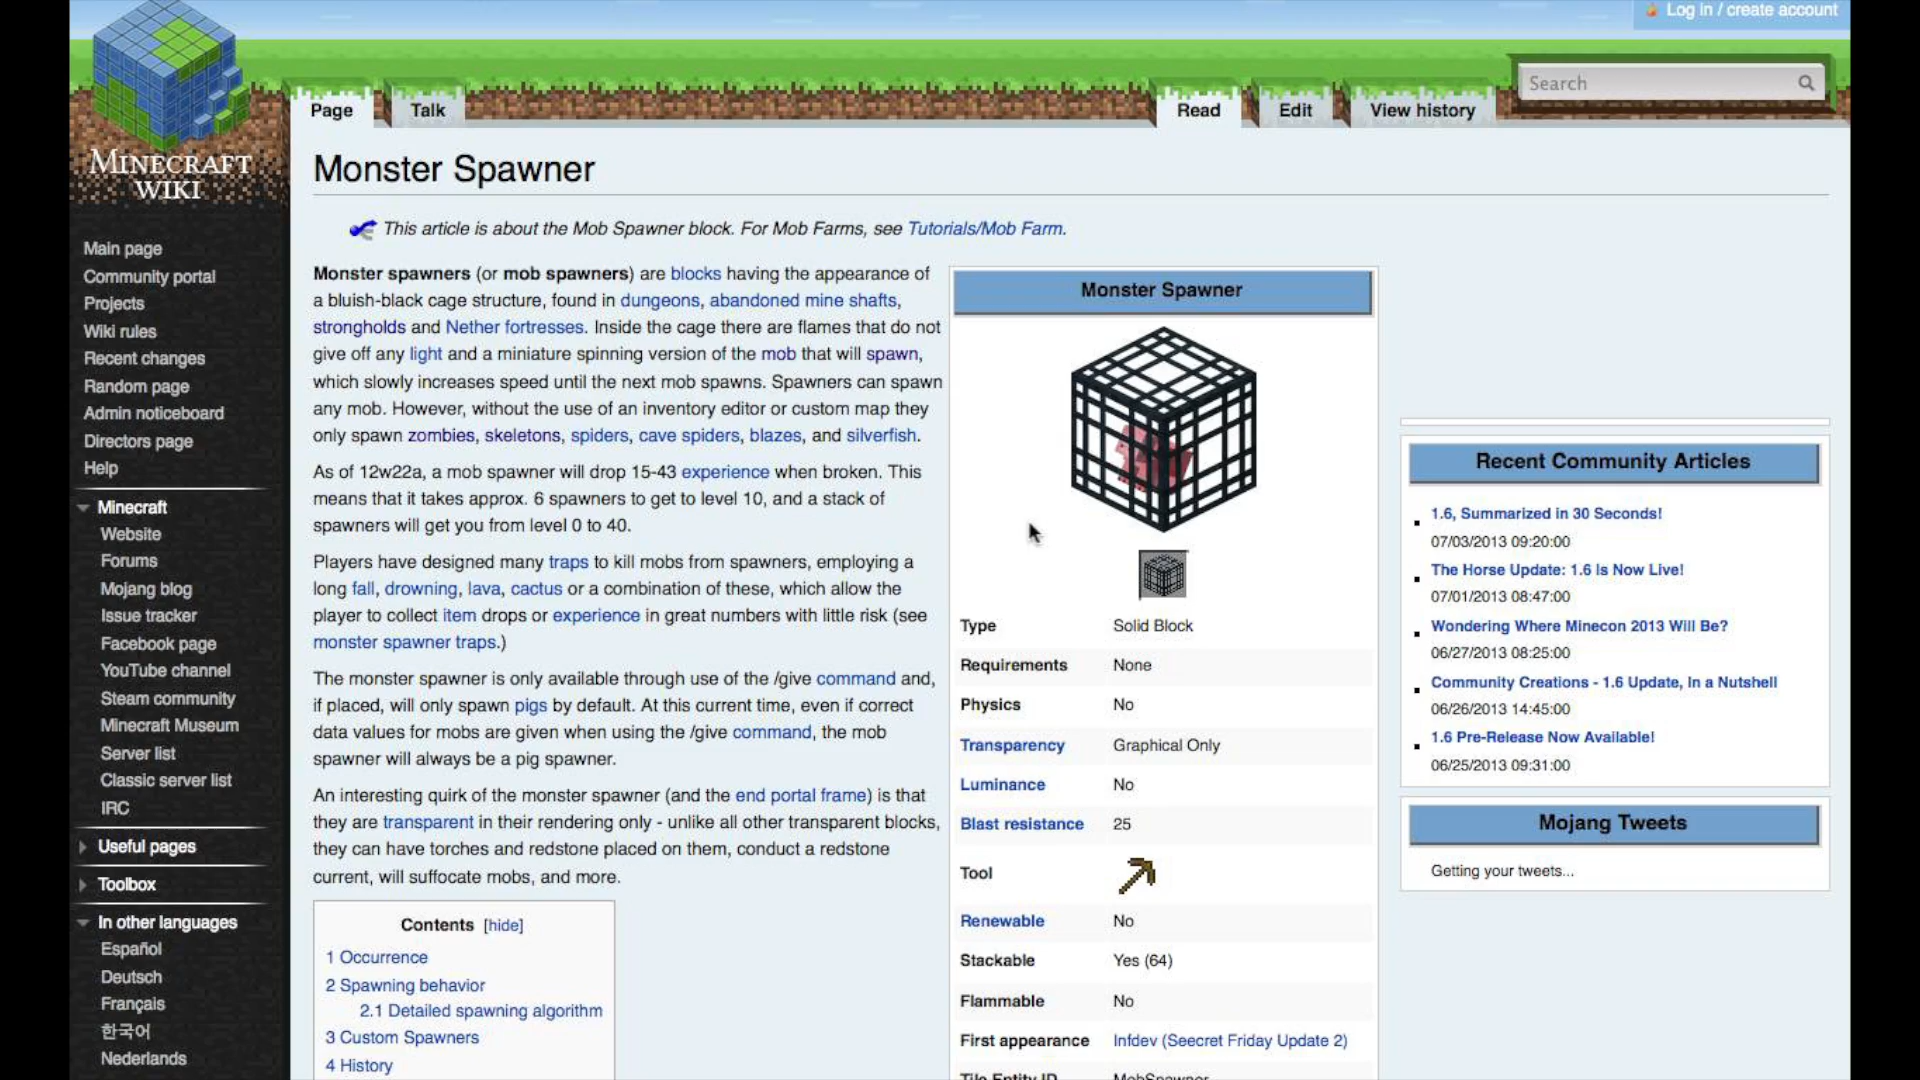 Log in / create account
Search
Page
Talk
Read
Edit
View history
MINECRAFT
WIKI
Main page
Community portal
Projects
Wiki rules
Recent changes
Random page
Admin noticeboard
Directors page
Help
Minecraft
Website
Forums
Mojang blog
Issue tracker
Facebook page
YouTube channel
Steam community
Minecraft Museum
Server list
Classic server list
IRC
Useful pages
Toolbox
In other languages
Español
Deutsch
Français
한국어
Nederlands
Monster Spawner
This article is about the Mob Spawner block. For Mob Farms, see Tutorials/Mob Farm.
Monster spawners (or mob spawners) are blocks having the appearance of
a bluish-black cage structure, found in dungeons, abandoned mine shafts,
strongholds and Nether fortresses. Inside the cage there are flames that do not
give off any light and a miniature spinning version of the mob that will spawn,
which slowly increases speed until the next mob spawns. Spawners can spawn
any mob. However, without the use of an inventory editor or custom map they
only spawn zombies, skeletons, spiders, cave spiders, blazes, and silverfish.
As of 12w22a, a mob spawner will drop 15-43 experience when broken. This
means that it takes approx. 6 spawners to get to level 10, and a stack of
spawners will get you from level 0 to 40.
Players have designed many traps to kill mobs from spawners, employing a
long fall, drowning, lava, cactus or a combination of these, which allow the
player to collect item drops or experience in great numbers with little risk (see
monster spawner traps.)
The monster spawner is only available through use of the /give command and,
if placed, will only spawn pigs by default. At this current time, even if correct
data values for mobs are given when using the /give command, the mob
spawner will always be a pig spawner.
An interesting quirk of the monster spawner (and the end portal frame) is that
they are transparent in their rendering only - unlike all other transparent blocks,
they can have torches and redstone placed on them, conduct a redstone
current, will suffocate mobs, and more.
Contents [hide]
1 Occurrence
2 Spawning behavior
2.1 Detailed spawning algorithm
3 Custom Spawners
4 History
Monster Spawner
Type Solid Block
Requirements None
Physics No
Transparency Graphical Only
Luminance No
Blast resistance 25
Tool
Renewable No
Stackable Yes (64)
Flammable No
First appearance Infdev (Seecret Friday Update 2)
Tile Entity ID MobSpawner
Recent Community Articles
1.6, Summarized in 30 Seconds!
07/03/2013 09:20:00
The Horse Update: 1.6 Is Now Live!
07/01/2013 08:47:00
Wondering Where Minecon 2013 Will Be?
06/27/2013 08:25:00
Community Creations - 1.6 Update, In a Nutshell
06/26/2013 14:45:00
1.6 Pre-Release Now Available!
06/25/2013 09:31:00
Mojang Tweets
Getting your tweets...